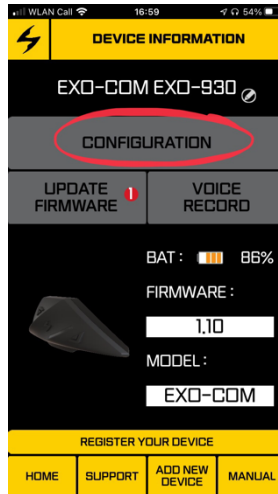 WLAN Call 16:59 54%
DEVICE INFORMATION
EXO-COM EXO-930
CONFIGURATION
UPDATE FIRMWARE 1
VOICE RECORD
BAT: 86%
FIRMWARE:
1.10
MODEL:
EXO-COM
REGISTER YOUR DEVICE
HOME SUPPORT ADD NEW DEVICE MANUAL